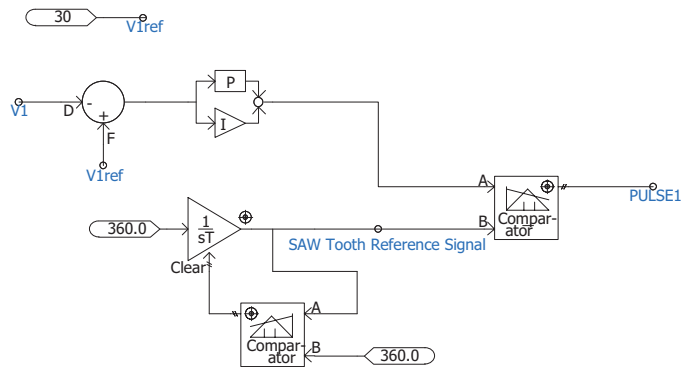 30
V1ref
P
V1
D
-
I
+
F
V1ref
A
PULSE1
B
Compar-
ator
360.0
1
sT
SAW Tooth Reference Signal
Clear
A
Compar-
ator
B
360.0